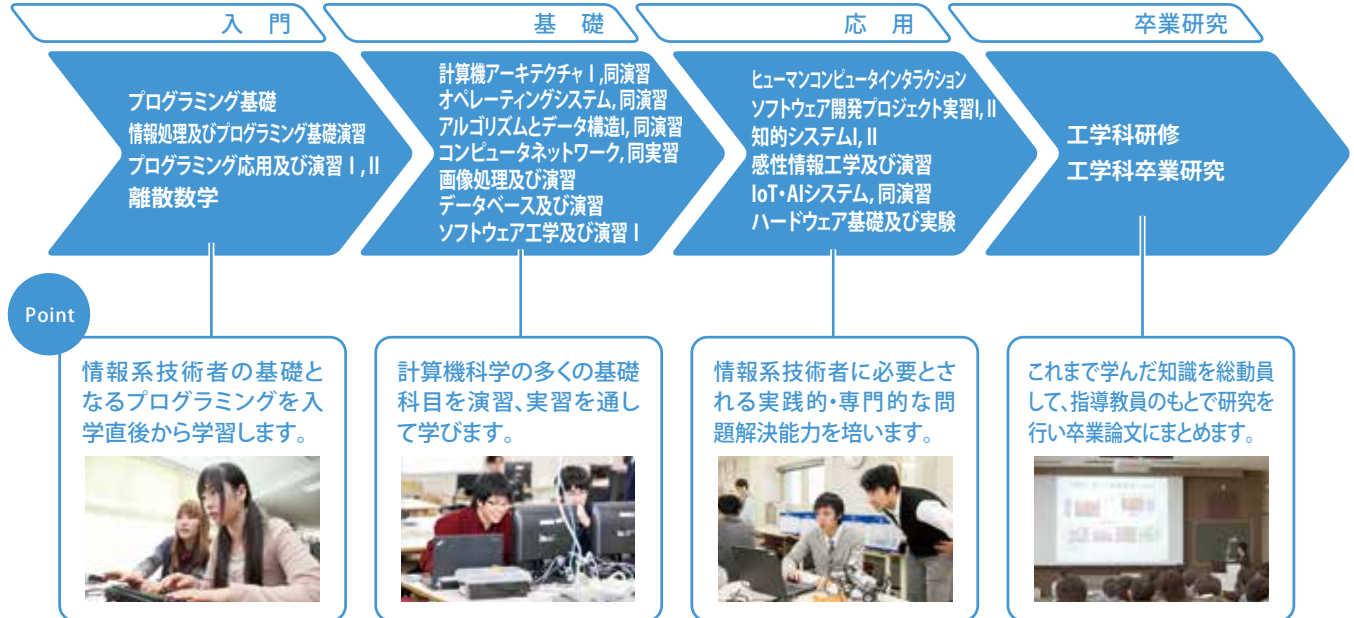 入 門
基 礎
応 用
卒業研究
プログラミング基礎
情報処理及びプログラミング基礎演習
プログラミング応用及び演習Ⅰ,Ⅱ
離散数学
計算機アーキテクチャⅠ,同演習
オペレーティングシステム,同演習
アルゴリズムとデータ構造I,同演習
コンピュータネットワーク,同実習
画像処理及び演習
データベース及び演習
ソフトウェア工学及び演習Ⅰ
ヒューマンコンピュータインタラクション
ソフトウェア開発プロジェクト実習I,II
知的システムI,II
感性情報工学及び演習
IoT・AIシステム,同演習
ハードウェア基礎及び実験
工学科研修
工学科卒業研究
Point
情報系技術者の基礎と
なるプログラミングを入
学直後から学習します。
計算機科学の多くの基礎
科目を演習、実習を通し
て学びます。
情報系技術者に必要とさ
れる実践的・専門的な問
題解決能力を培います。
これまで学んだ知識を総動員
して、指導教員のもとで研究を
行い卒業論文にまとめます。